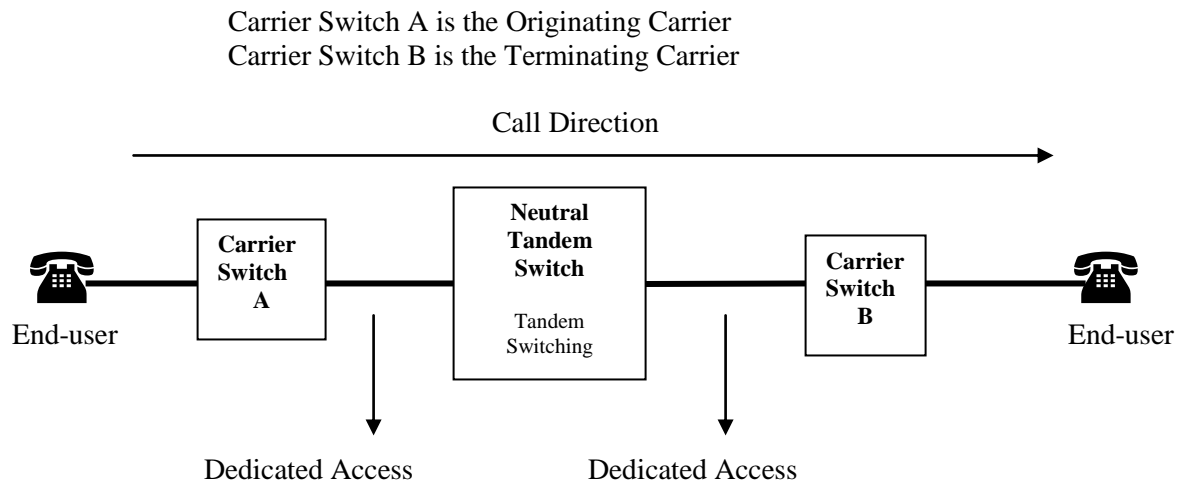 Carrier Switch A is the Originating Carrier
Carrier Switch B is the Terminating Carrier
Call Direction
Carrier
Switch
A
Neutral
Tandem
Switch
Tandem
Switching
Carrier
Switch
B
End-user
End-user
Dedicated Access
Dedicated Access